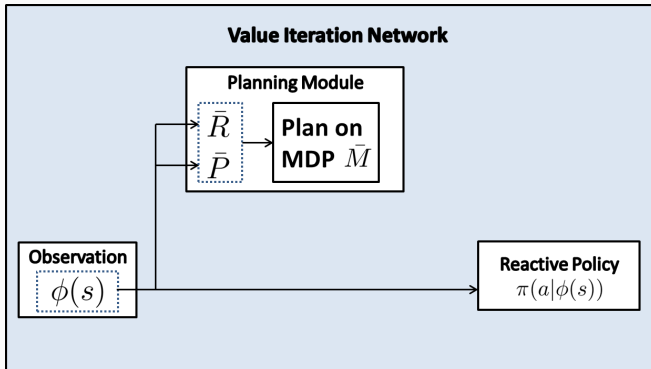 Value Iteration Network
Planning Module
R̄
P̄
Plan on
MDP M̄
Observation
ϕ(s)
Reactive Policy
π(a|ϕ(s))